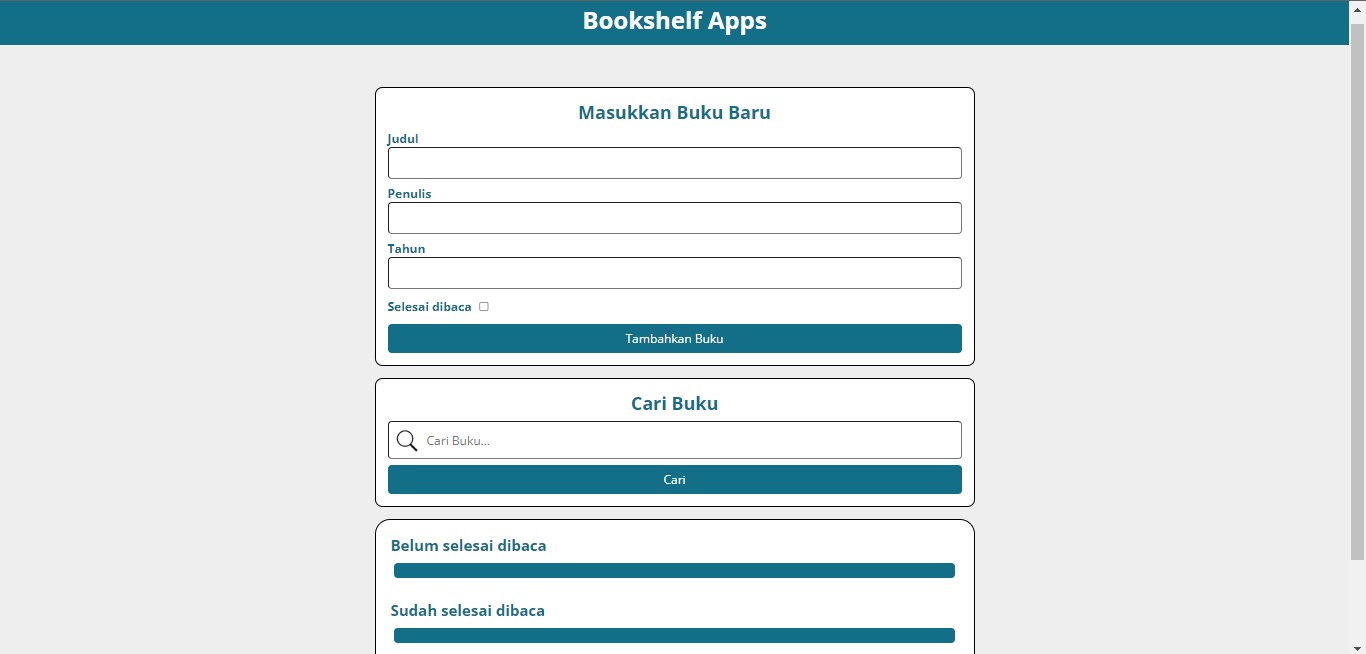 Bookshelf Apps
Masukkan Buku Baru
Judul
Penulis
Tahun
Selesai dibaca
Tambahkan Buku
Cari Buku
Cari Buku...
Cari
Belum selesai dibaca
Sudah selesai dibaca